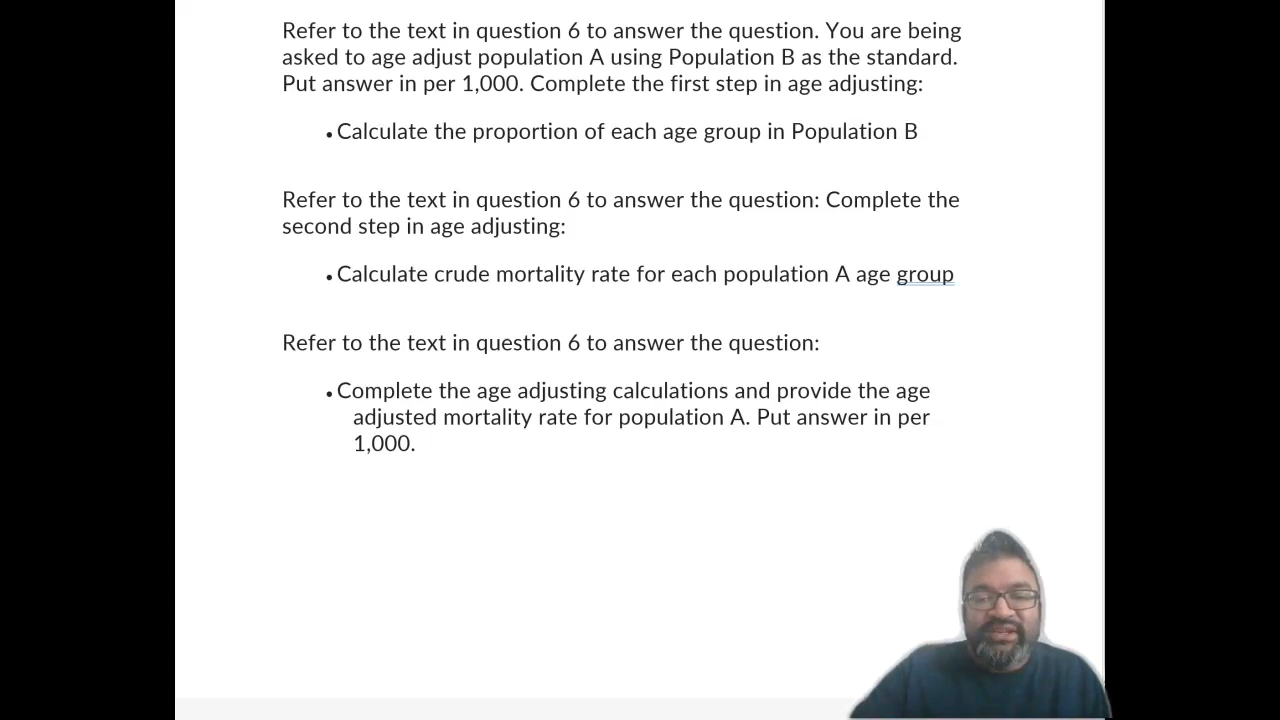 Refer to the text in question 6 to answer the question. You are being
asked to age adjust population A using Population B as the standard.
Put answer in per 1,000. Complete the first step in age adjusting:
• Calculate the proportion of each age group in Population B
Refer to the text in question 6 to answer the question: Complete the
second step in age adjusting:
• Calculate crude mortality rate for each population A age group
Refer to the text in question 6 to answer the question:
• Complete the age adjusting calculations and provide the age
adjusted mortality rate for population A. Put answer in per
1,000.